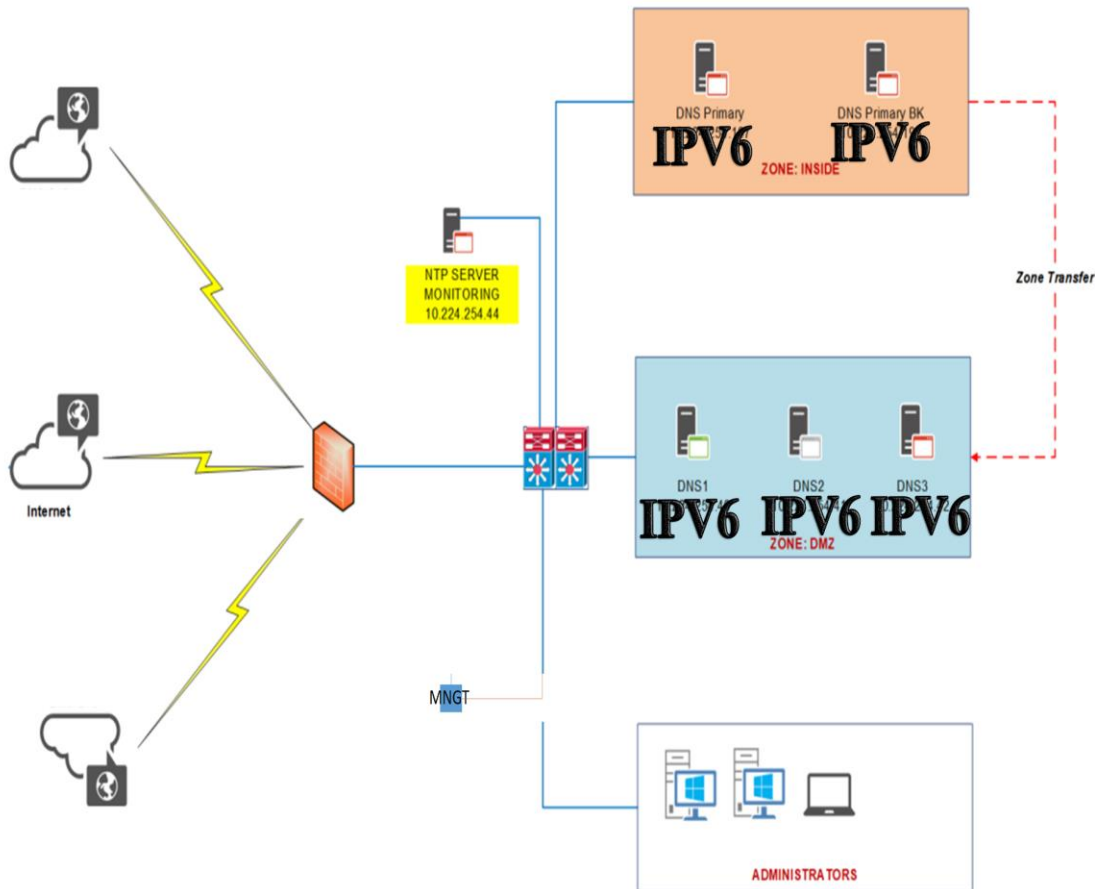 DNS Primary
IPV6
DNS Primary BK
IPV6
ZONE: INSIDE
NTP SERVER
MONITORING
10.224.254.44
Zone Transfer
DNS1
IPV6
DNS2
IPV6
DNS3
IPV6
ZONE: DMZ
Internet
MNGT
ADMINISTRATORS